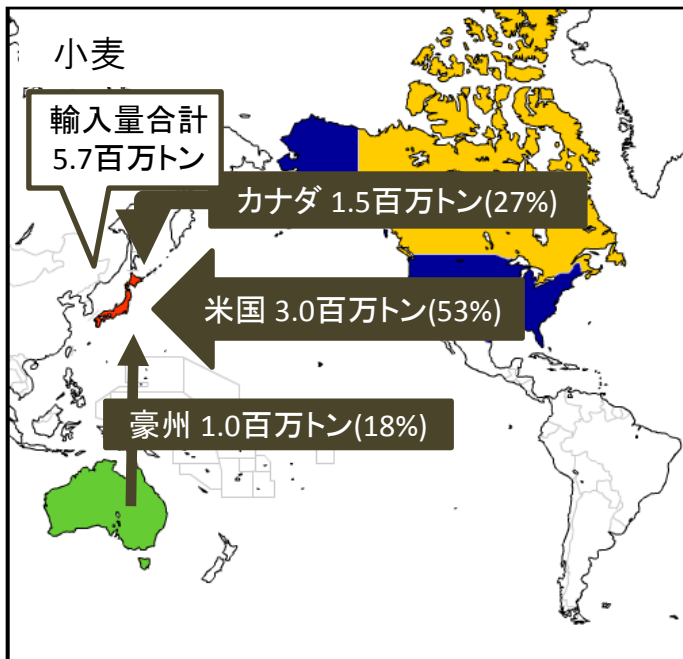 小麦
輸入量合計
5.7百万トン
カナダ 1.5百万トン(27%)
米国 3.0百万トン(53%)
豪州 1.0百万トン(18%)